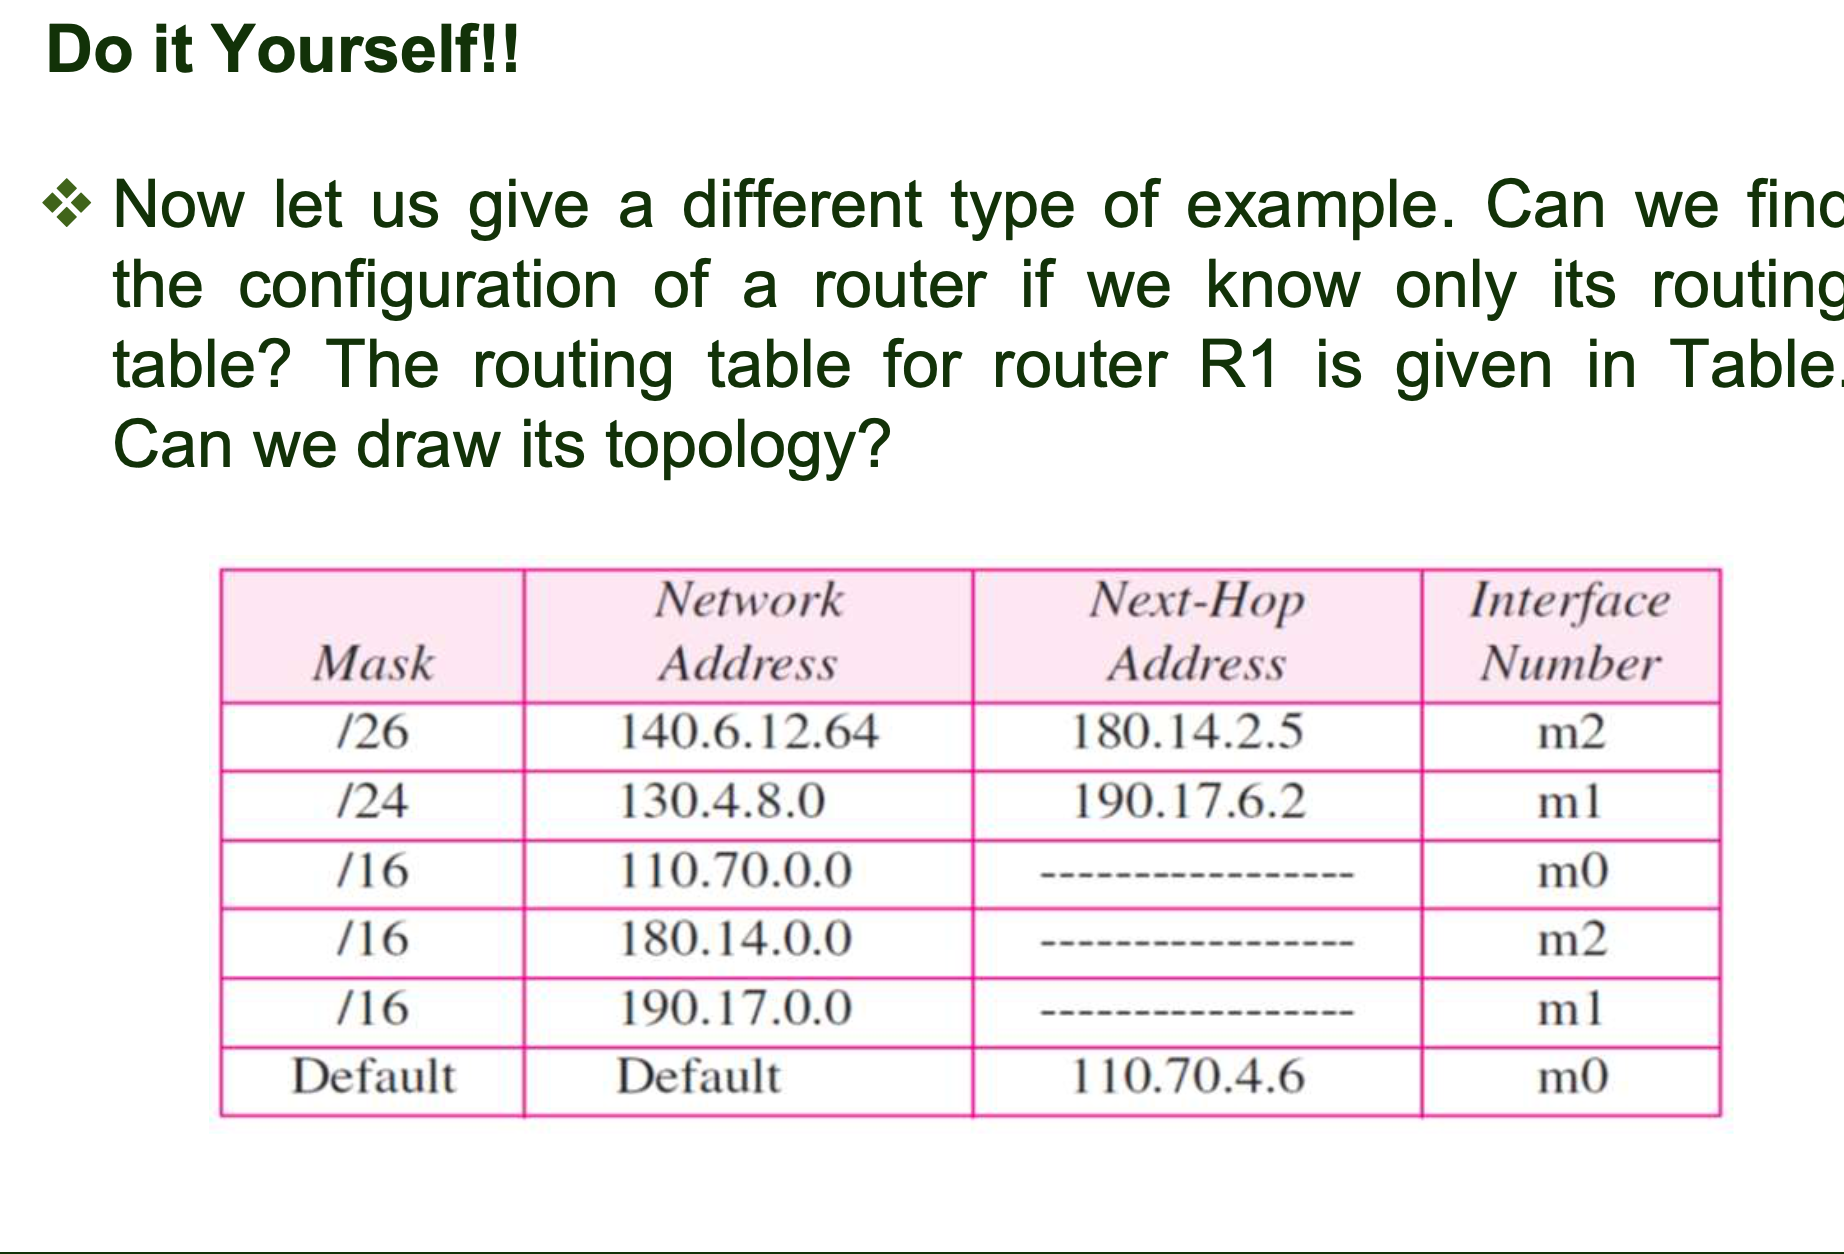 Do it Yourself!!
Now let us give a different type of example. Can we find
the configuration of a router if we know only its routing
table? The routing table for router R1 is given in Table.
Can we draw its topology?
Mask Network Address Next-Hop Address Interface Number
/26 140.6.12.64 180.14.2.5 m2
/24 130.4.8.0 190.17.6.2 m1
/16 110.70.0.0 ----------------- m0
/16 180.14.0.0 ----------------- m2
/16 190.17.0.0 ----------------- m1
Default Default 110.70.4.6 m0